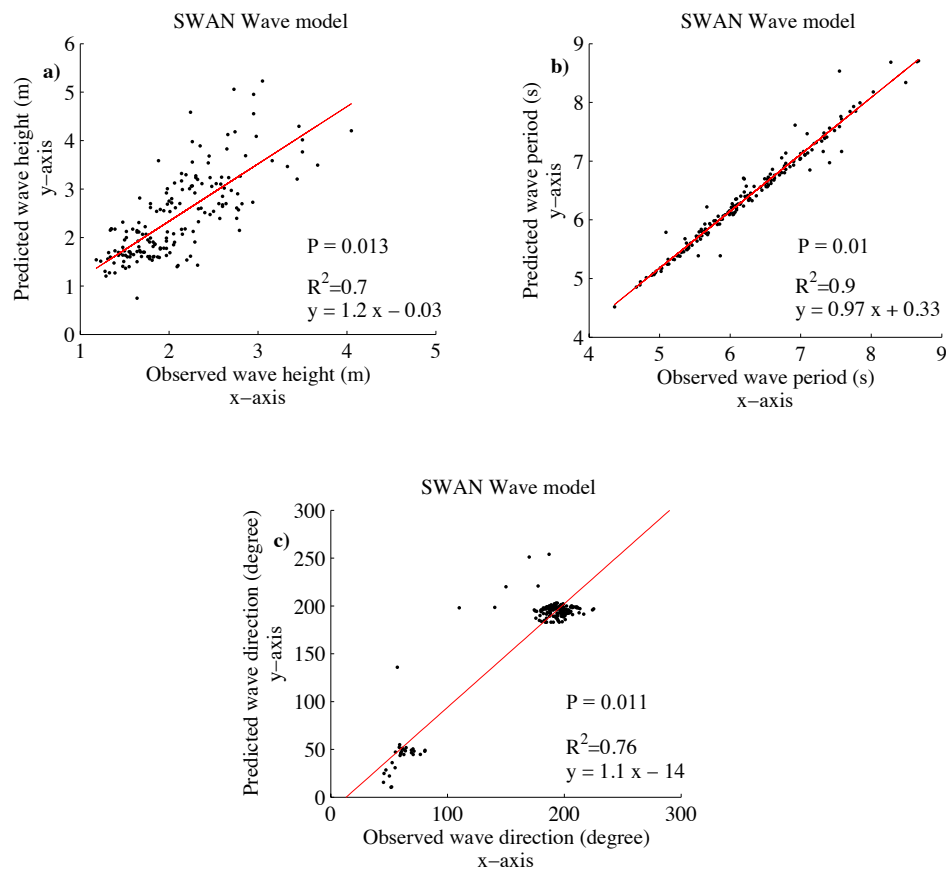 SWAN Wave model
a)
Predicted wave height (m)
y−axis
6
5
4
3
2
1
0
P = 0.013
R²=0.7
y = 1.2 x − 0.03
1 2 3 4 5
Observed wave height (m)
x−axis
SWAN Wave model
b)
Predicted wave period (s)
y−axis
9
8
7
6
5
4
P = 0.01
R²=0.9
y = 0.97 x + 0.33
4 5 6 7 8 9
Observed wave period (s)
x−axis
SWAN Wave model
c)
Predicted wave direction (degree)
y−axis
300
250
200
150
100
50
0
P = 0.011
R²=0.76
y = 1.1 x − 14
0 100 200 300
Observed wave direction (degree)
x−axis